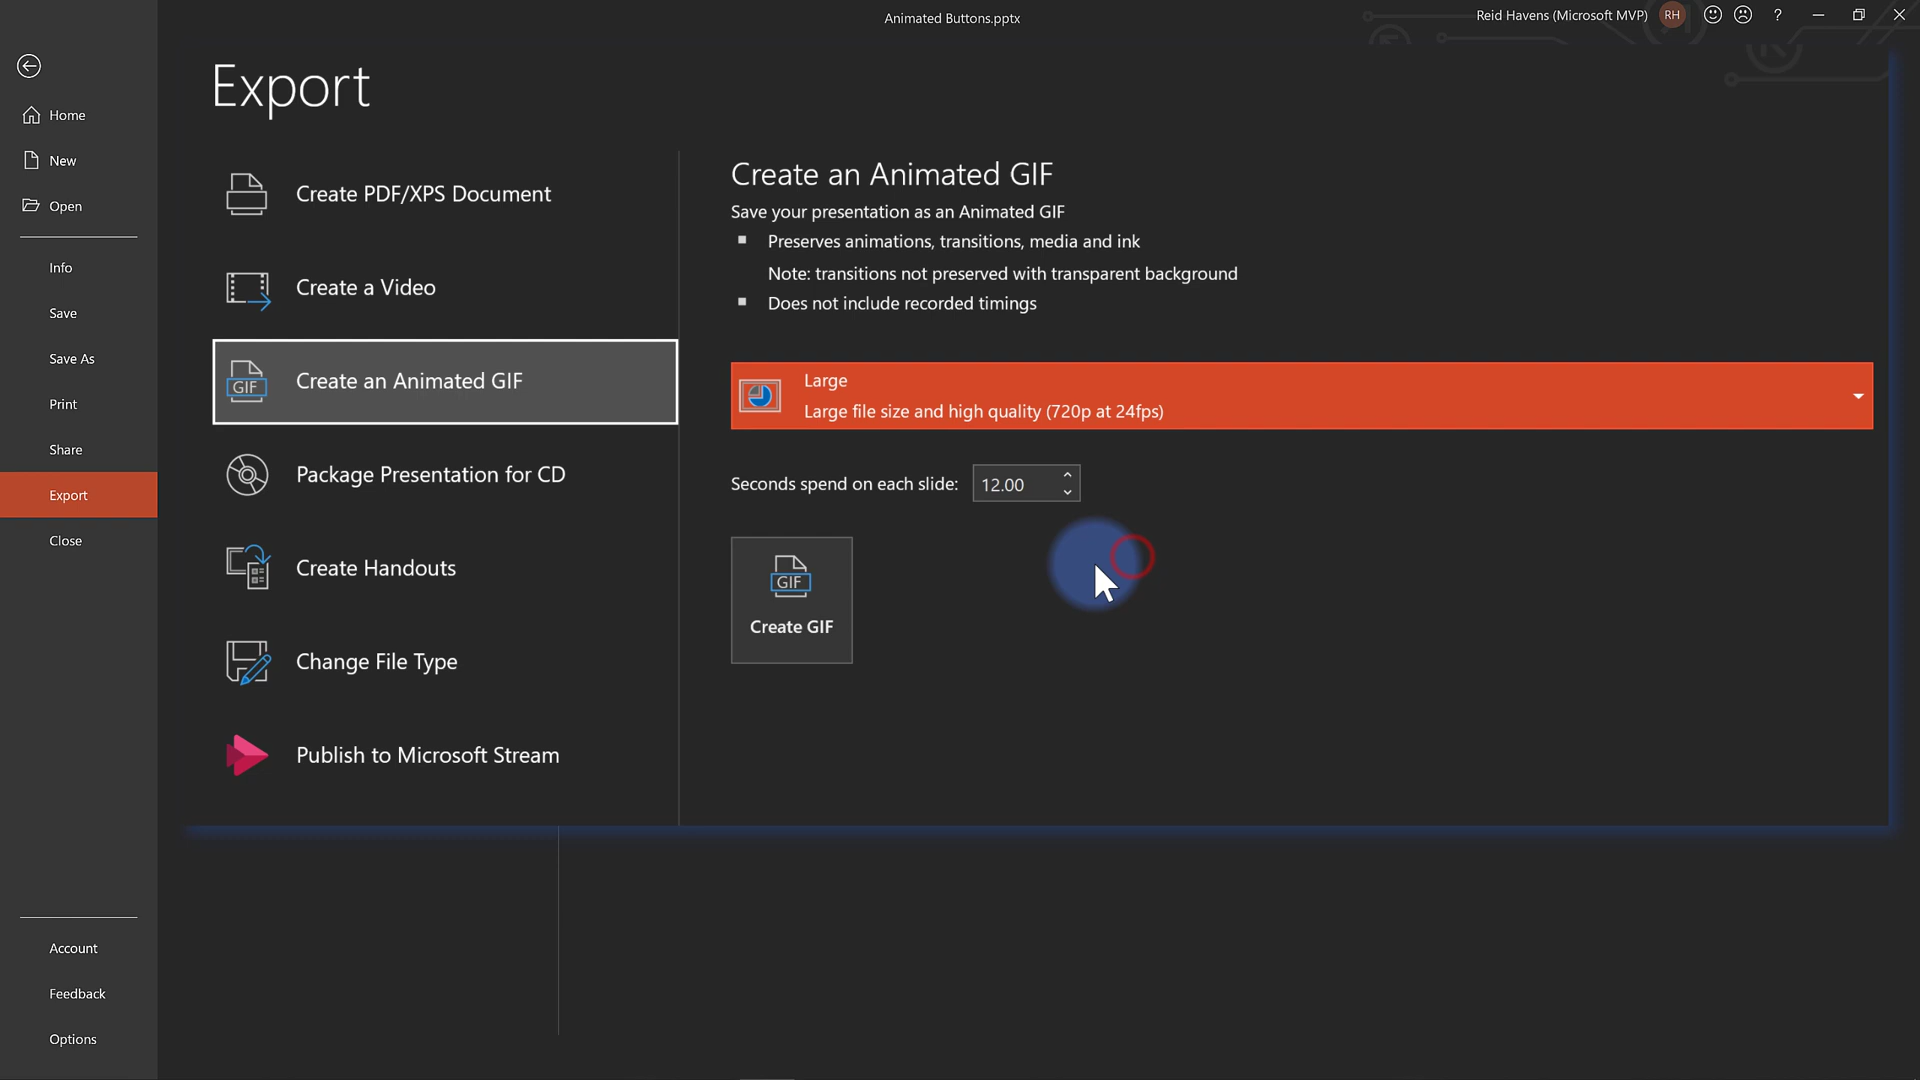 Animated Buttons.pptx
Reid Havens (Microsoft MVP)
RH
?
Home
New
Open
Info
Save
Save As
Print
Share
Export
Close
Account
Feedback
Options
Export
Create PDF/XPS Document
Create a Video
GIF
Create an Animated GIF
Package Presentation for CD
Create Handouts
Change File Type
Publish to Microsoft Stream
Create an Animated GIF
Save your presentation as an Animated GIF
Preserves animations, transitions, media and ink
Note: transitions not preserved with transparent background
Does not include recorded timings
Large
Large file size and high quality (720p at 24fps)
Seconds spend on each slide: 12.00
GIF
Create GIF